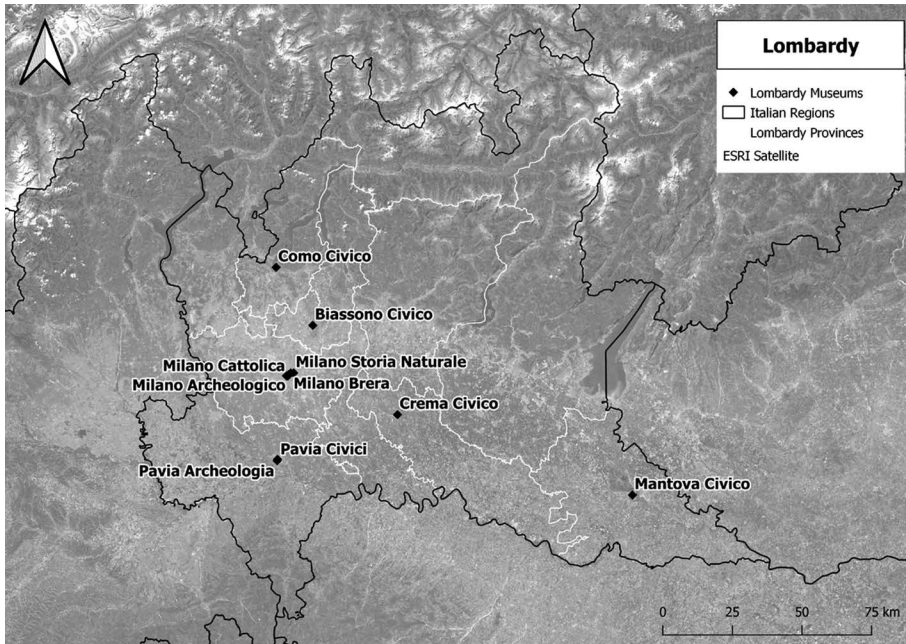 Lombardy
Lombardy Museums
Italian Regions
Lombardy Provinces
ESRI Satellite
Como Civico
Biassono Civico
Milano Cattolica
Milano Storia Naturale
Milano Archeologico
Milano Brera
Crema Civico
Pavia Civici
Pavia Archeologia
Mantova Civico
0 25 50 75 km